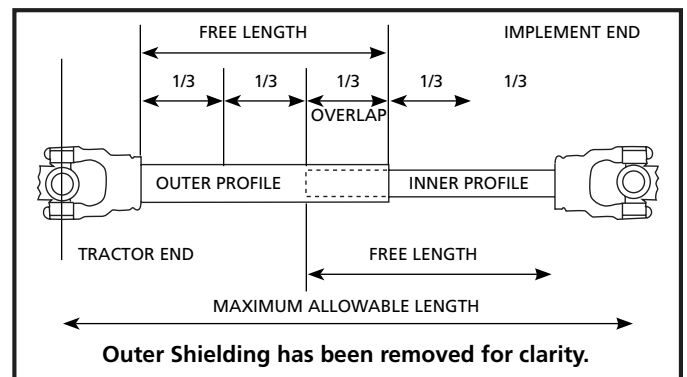 FREE LENGTH IMPLEMENT END
1/3 1/3 1/3 1/3 1/3
OVERLAP
OUTER PROFILE INNER PROFILE
TRACTOR END FREE LENGTH
MAXIMUM ALLOWABLE LENGTH
Outer Shielding has been removed for clarity.